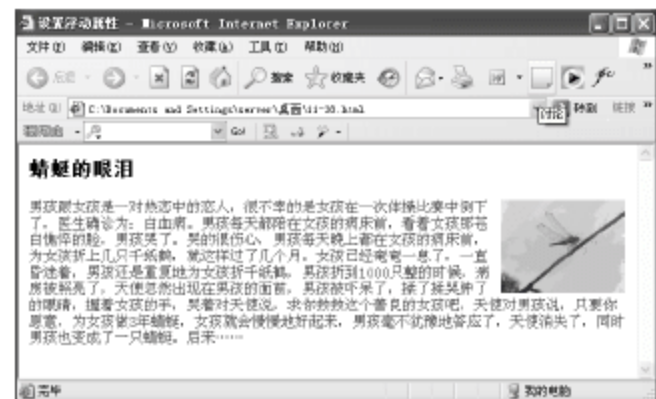 设置浮动属性 - Microsoft Internet Explorer
文件(F) 编辑(E) 查看(V) 收藏(A) 工具(T) 帮助(H)
后退 搜索 收藏夹
地址(D) C:\Documents and Settings\server\桌面\11-30.html 转到 链接
Go!
讨论
蜻蜓的眼泪
男孩跟女孩是一对热恋中的恋人，很不幸的是女孩在一次体操比赛中倒下
了。医生确诊为：白血病。男孩每天都陪在女孩的病床前，看着女孩那苍
白憔悴的脸，男孩哭了。哭的很伤心、男孩每天晚上都在女孩的病床前，
为女孩折上几只千纸鹤，就这样过了几个月。女孩已经奄奄一息了。一直
昏迷着，男孩还是重复地为女孩折千纸鹤，男孩折到1000只整的时候，病
房被照亮了，天使忽然出现在男孩的面前，男孩被吓呆了，揉了揉哭肿了
的眼睛，握着女孩的手，哭着对天使说，求你救救这个善良的女孩吧，天使对男孩说，只要你
愿意，为女孩做3年蜻蜓，女孩就会慢慢地好起来，男孩毫不犹豫地答应了，天使消失了，同时
男孩也变成了一只蜻蜓。后来……
完毕 我的电脑